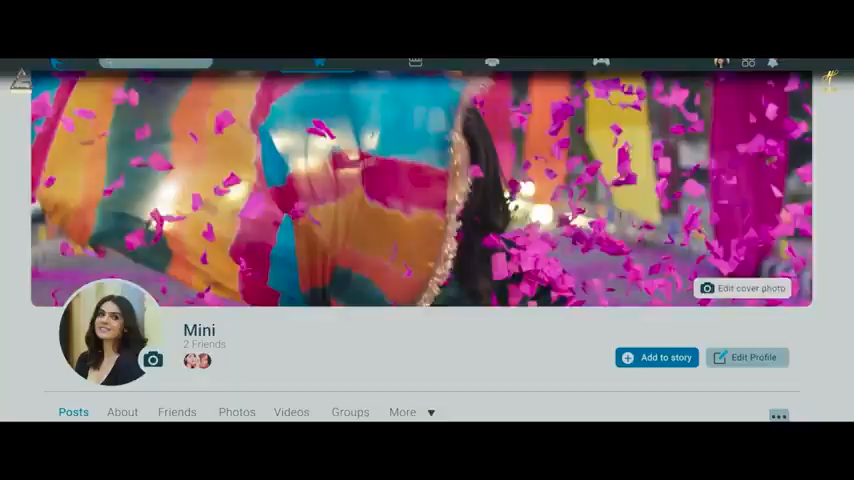 Edit cover photo
Mini
2 Friends
Add to story
Edit Profile
Posts About Friends Photos Videos Groups More